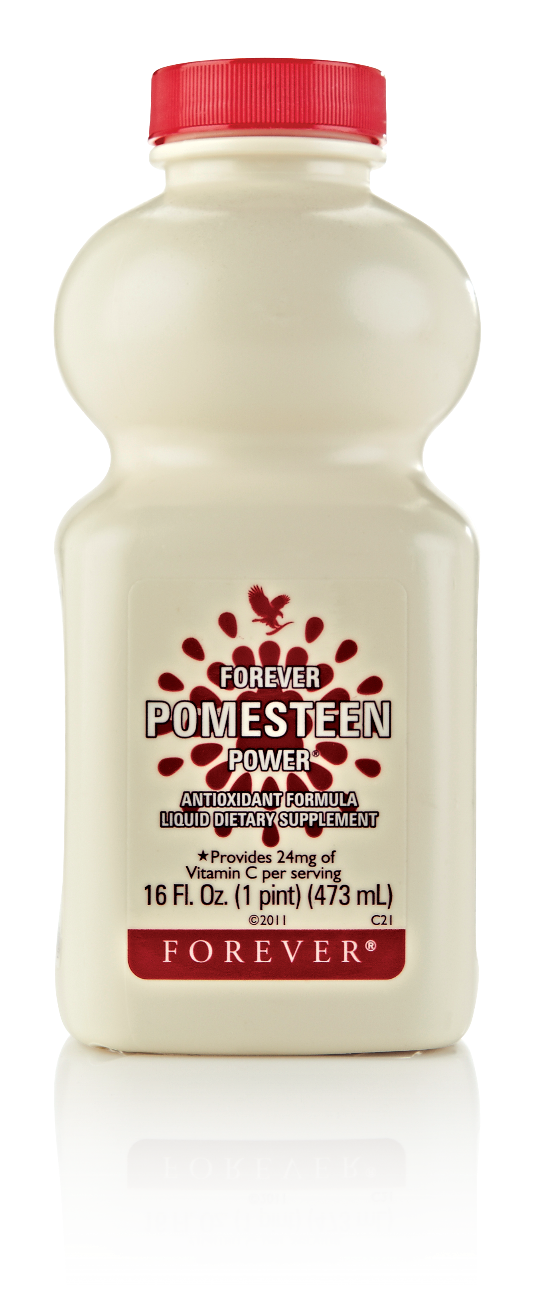 FOREVER
POMESTEEN
POWER®
ANTIOXIDANT FORMULA
LIQUID DIETARY SUPPLEMENT
★Provides 24mg of
Vitamin C per serving
16 Fl. Oz. (1 pint) (473 mL)
©2011 C21
FOREVER®